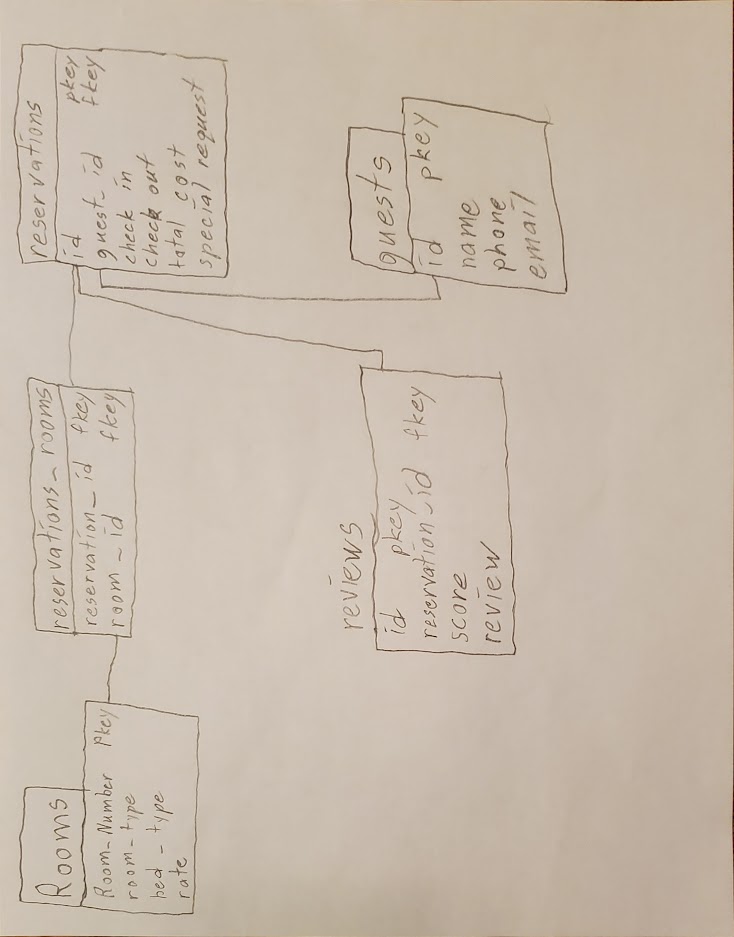 Rooms
Room_Number pkey
room_type
bed_type
rate
reservations_rooms
reservation_id fkey
room_id fkey
reservations
id pkey
guest_id fkey
check in
check out
total cost
special request
reviews
id pkey
reservation_id fkey
score
review
guests
id pkey
name
phone
email